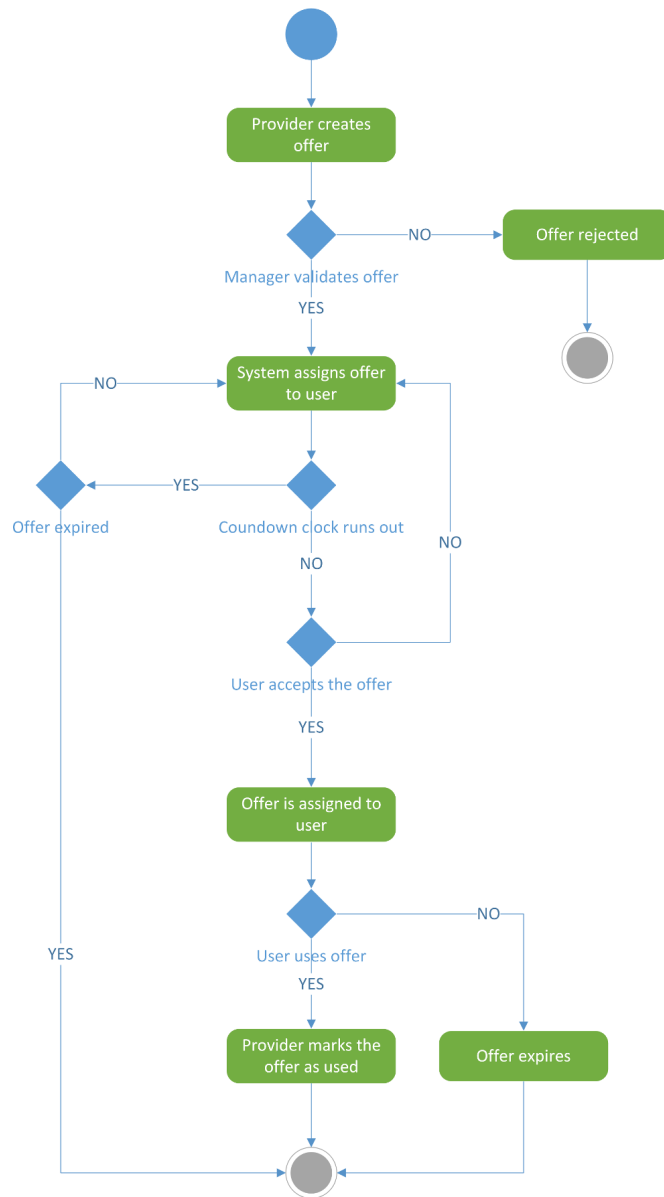 Provider creates
offer
NO
Offer rejected
Manager validates offer
YES
System assigns offer
to user
NO
YES
Offer expired
Coundown clock runs out
NO
NO
User accepts the offer
YES
Offer is assigned to
user
NO
User uses offer
YES
YES
Provider marks the
offer as used
Offer expires